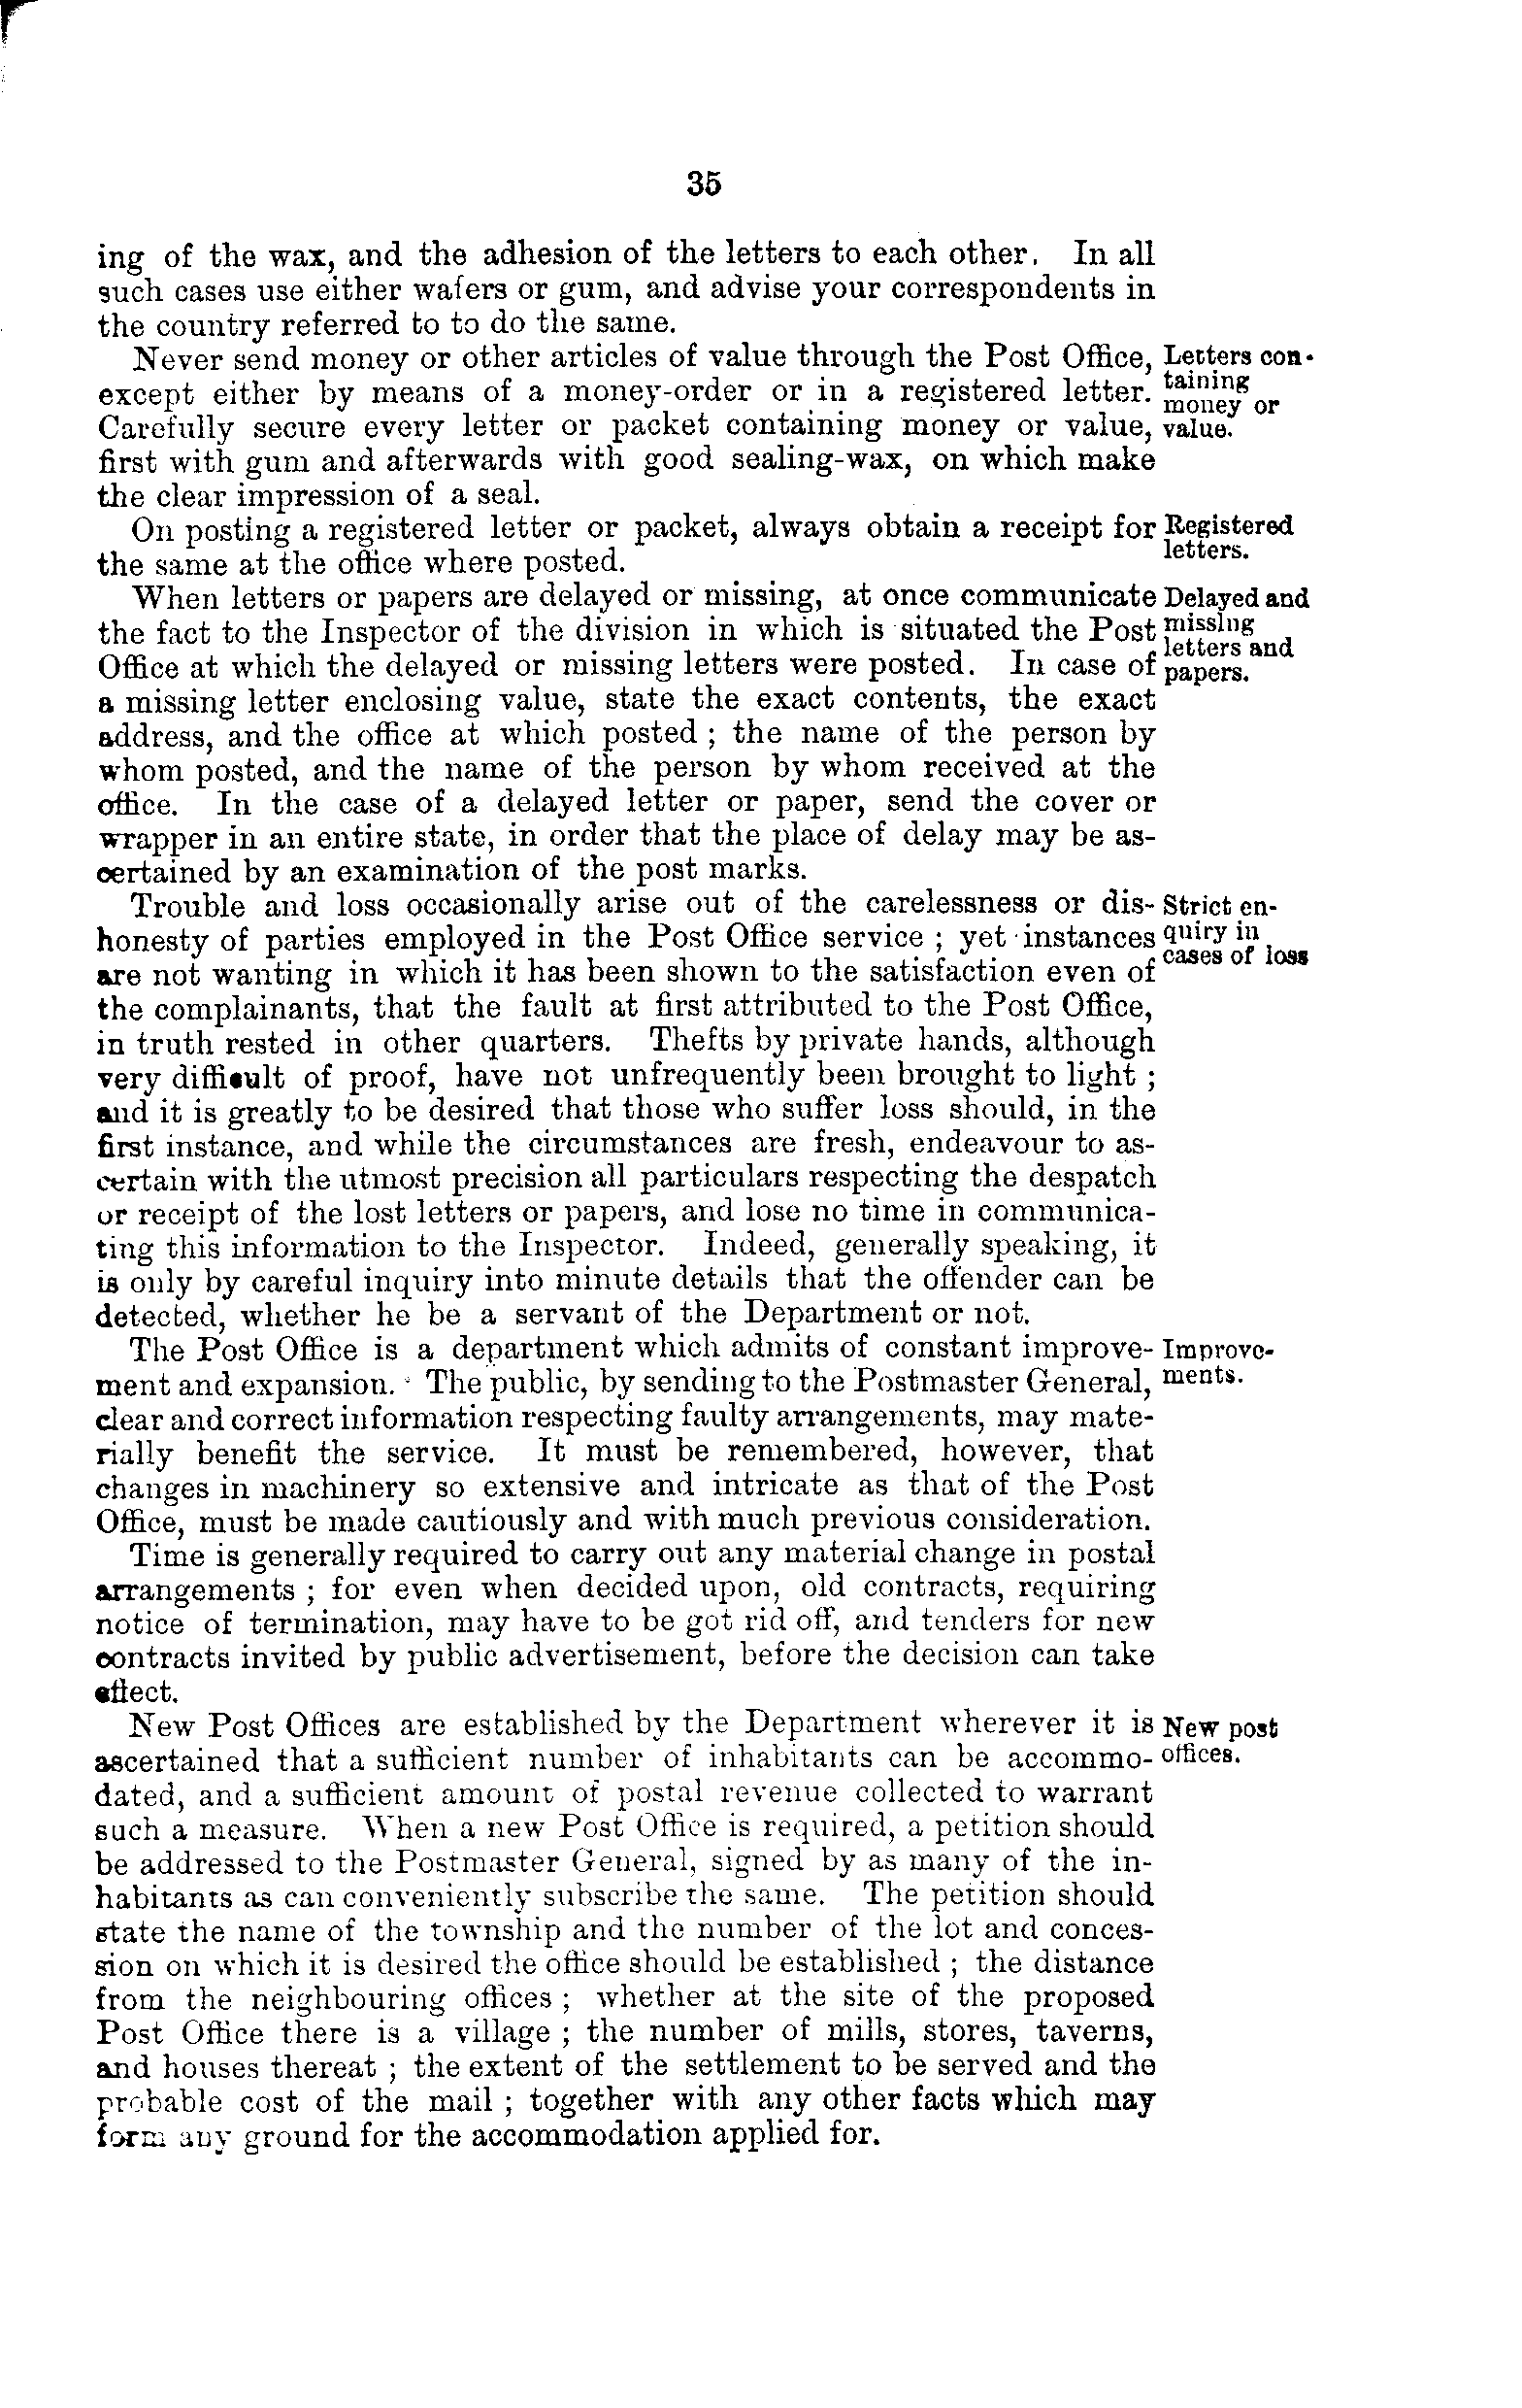 35
ing of the wax, and the adhesion of the letters to each other. In all
such cases use either wafers or gum, and advise your correspondents in
the country referred to to do the same.
Never send money or other articles of value through the Post Office,
except either by means of a money-order or in a registered letter.
Carefully secure every letter or packet containing money or value,
first with gum and afterwards with good sealing-wax, on which make
the clear impression of a seal.
Letters con-
taining
money or
value.
On posting a registered letter or packet, always obtain a receipt for
the same at the office where posted.
Registered
letters.
When letters or papers are delayed or missing, at once communicate
the fact to the Inspector of the division in which is situated the Post
Office at which the delayed or missing letters were posted. In case of
a missing letter enclosing value, state the exact contents, the exact
address, and the office at which posted ; the name of the person by
whom posted, and the name of the person by whom received at the
office. In the case of a delayed letter or paper, send the cover or
wrapper in an entire state, in order that the place of delay may be as-
certained by an examination of the post marks.
Delayed and
missing
letters and
papers.
Trouble and loss occasionally arise out of the carelessness or dis-
honesty of parties employed in the Post Office service ; yet instances
are not wanting in which it has been shown to the satisfaction even of
the complainants, that the fault at first attributed to the Post Office,
in truth rested in other quarters. Thefts by private hands, although
very difficult of proof, have not unfrequently been brought to light ;
and it is greatly to be desired that those who suffer loss should, in the
first instance, and while the circumstances are fresh, endeavour to as-
certain with the utmost precision all particulars respecting the despatch
or receipt of the lost letters or papers, and lose no time in communica-
ting this information to the Inspector. Indeed, generally speaking, it
is only by careful inquiry into minute details that the offender can be
detected, whether he be a servant of the Department or not.
Strict en-
quiry in
cases of loss
The Post Office is a department which admits of constant improve-
ment and expansion. The public, by sending to the Postmaster General,
clear and correct information respecting faulty arrangements, may mate-
rially benefit the service. It must be remembered, however, that
changes in machinery so extensive and intricate as that of the Post
Office, must be made cautiously and with much previous consideration.
Improve-
ments.
Time is generally required to carry out any material change in postal
arrangements ; for even when decided upon, old contracts, requiring
notice of termination, may have to be got rid off, and tenders for new
contracts invited by public advertisement, before the decision can take
effect.
New Post Offices are established by the Department wherever it is
ascertained that a sufficient number of inhabitants can be accommo-
dated, and a sufficient amount of postal revenue collected to warrant
such a measure. When a new Post Office is required, a petition should
be addressed to the Postmaster General, signed by as many of the in-
habitants as can conveniently subscribe the same. The petition should
state the name of the township and the number of the lot and conces-
sion on which it is desired the office should be established ; the distance
from the neighbouring offices ; whether at the site of the proposed
Post Office there is a village ; the number of mills, stores, taverns,
and houses thereat ; the extent of the settlement to be served and the
probable cost of the mail ; together with any other facts which may
form any ground for the accommodation applied for.
New post
offices.